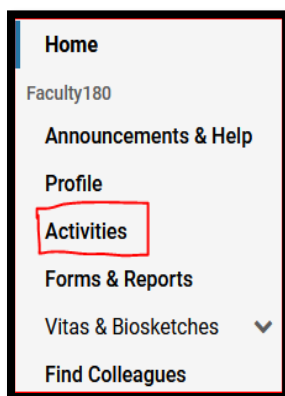 Home
Faculty180
Announcements & Help
Profile
Activities
Forms & Reports
Vitas & Biosketches
Find Colleagues